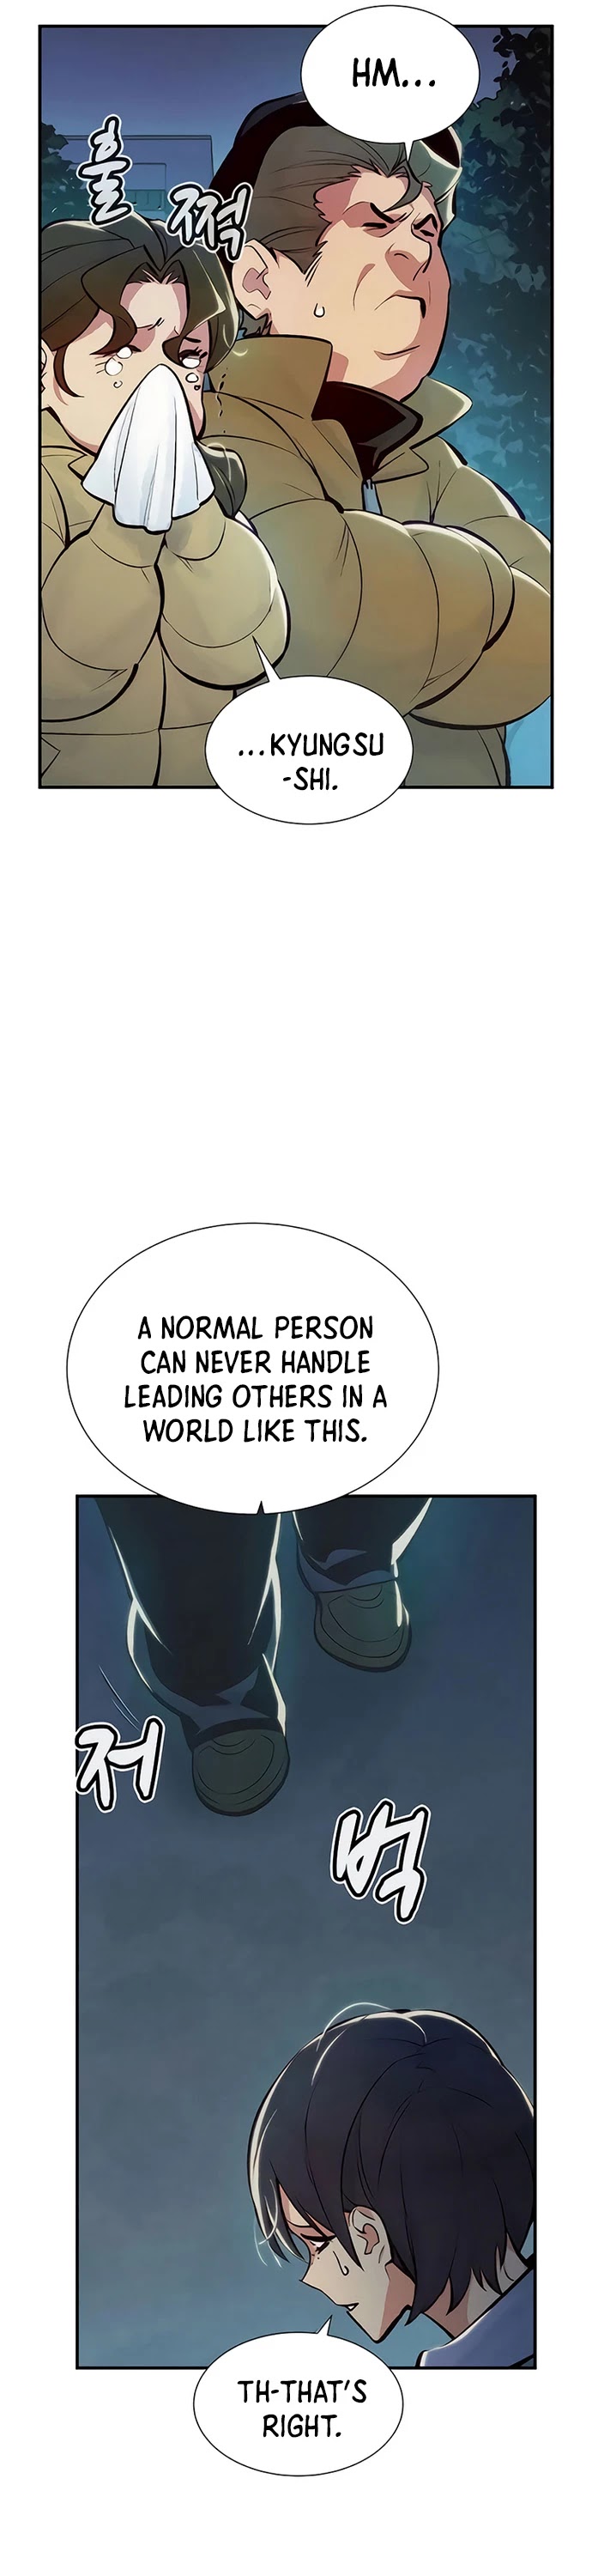 HM...
훌
쩍
...KYUNGSU
-SHI.
A NORMAL PERSON
CAN NEVER HANDLE
LEADING OTHERS IN A
WORLD LIKE THIS.
저
벅
TH-THAT'S
RIGHT.